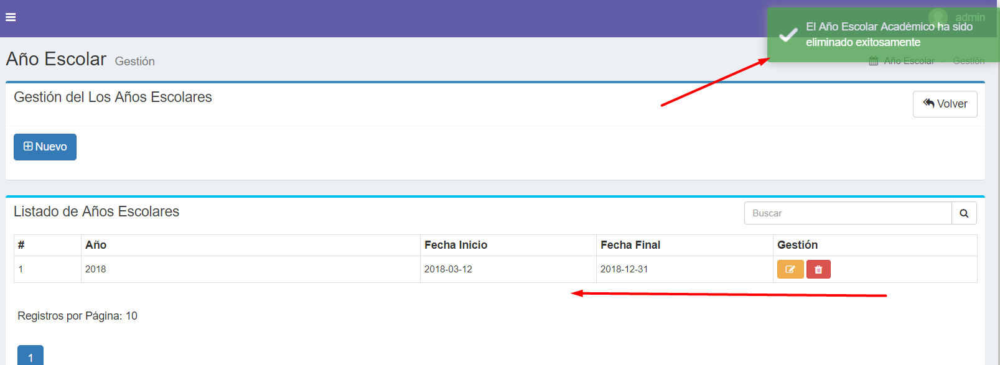 admin
El Año Escolar Académico ha sido
eliminado exitosamente
Año Escolar Gestión
Año Escolar > Gestión
Gestión del Los Años Escolares
Volver
Nuevo
Listado de Años Escolares
Buscar
# Año Fecha Inicio Fecha Final Gestión
1 2018 2018-03-12 2018-12-31
Registros por Página: 10
1